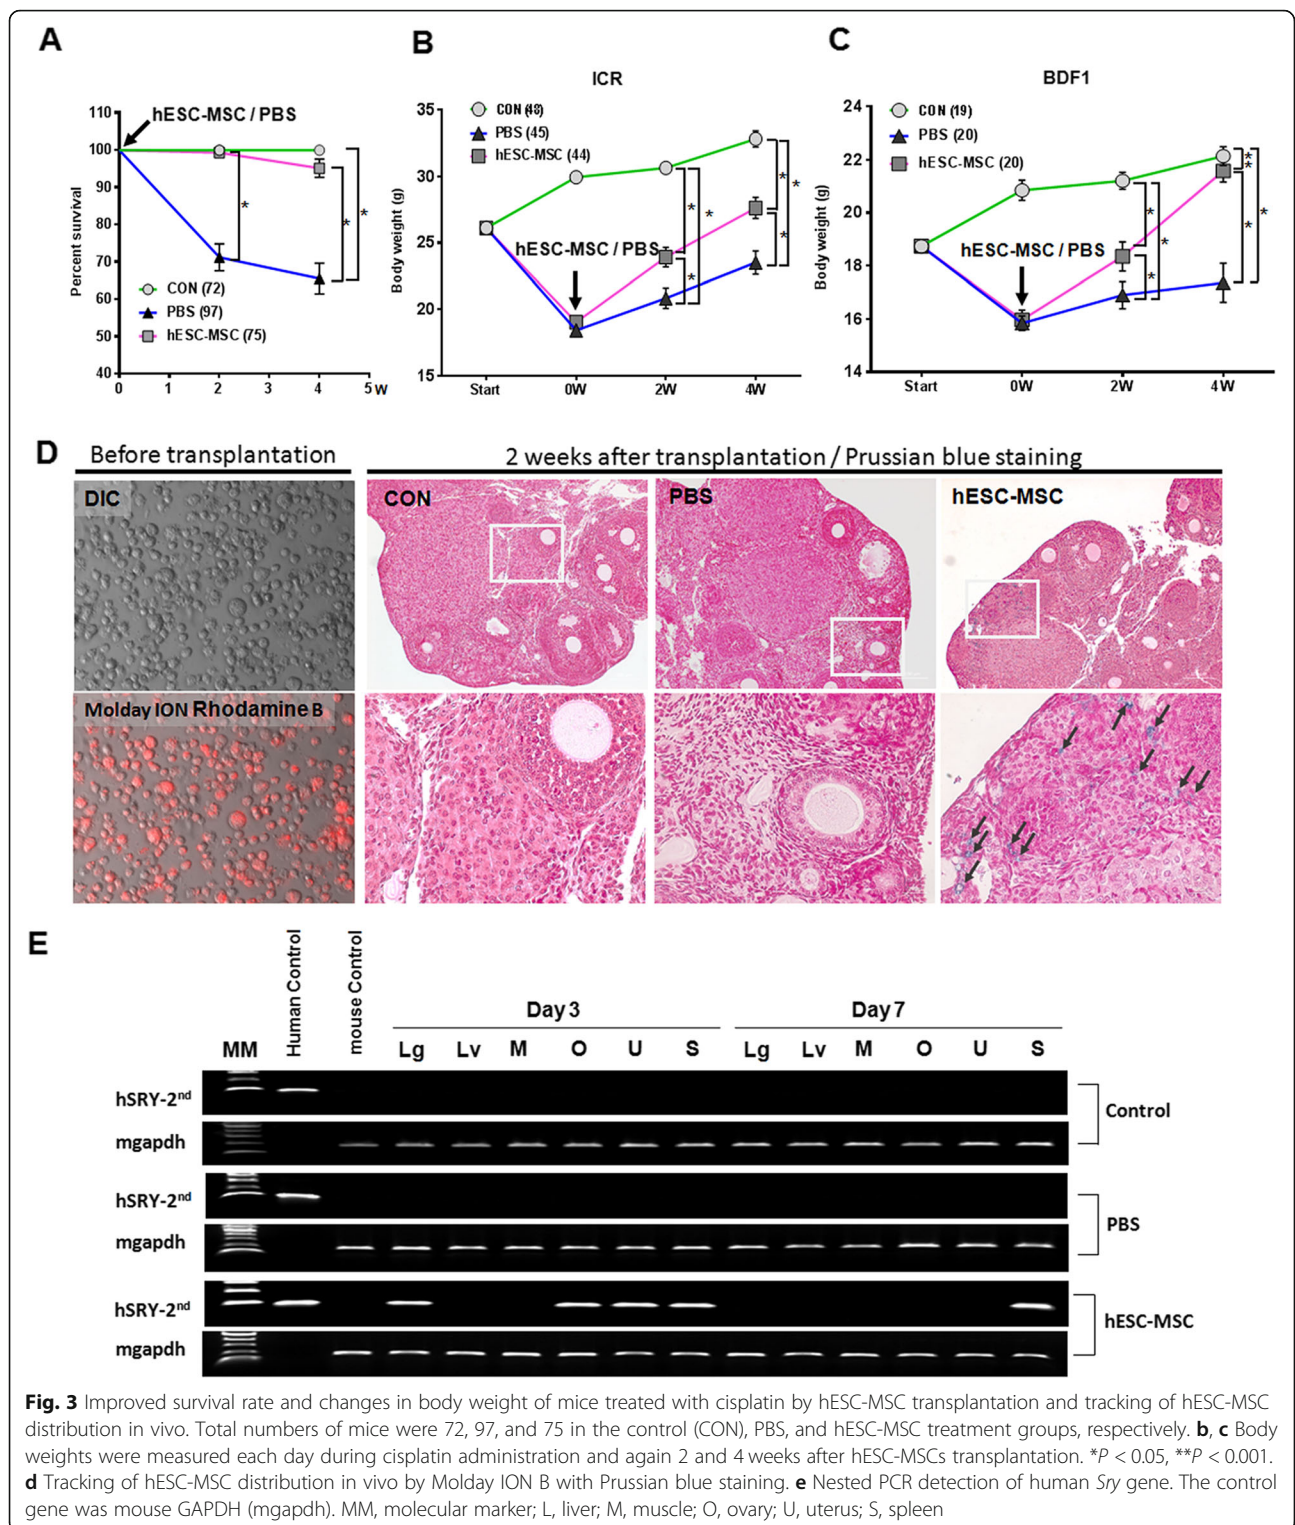 A
hESC-MSC / PBS
110
100
90
80
70
60
50
40
Percent survival
CON (72)
PBS (97)
hESC-MSC (75)
*
*
*
0 1 2 3 4 5 W
B
ICR
35
30
25
20
15
Body weight (g)
CON (48)
PBS (45)
hESC-MSC (44)
hESC-MSC / PBS
*
*
*
*
*
*
Start 0W 2W 4W
C
BDF1
24
22
20
18
16
14
Body weight (g)
CON (19)
PBS (20)
hESC-MSC (20)
hESC-MSC / PBS
*
*
*
*
*
*
*
Start 0W 2W 4W
D
Before transplantation
2 weeks after transplantation / Prussian blue staining
DIC
CON
PBS
hESC-MSC
Molday ION Rhodamine B
E
Human Control
mouse Control
Day 3
Day 7
MM
Lg Lv M O U S Lg Lv M O U S
hSRY-2nd
mgapdh
Control
hSRY-2nd
mgapdh
PBS
hSRY-2nd
mgapdh
hESC-MSC
Fig. 3 Improved survival rate and changes in body weight of mice treated with cisplatin by hESC-MSC transplantation and tracking of hESC-MSC
distribution in vivo. Total numbers of mice were 72, 97, and 75 in the control (CON), PBS, and hESC-MSC treatment groups, respectively. b, c Body
weights were measured each day during cisplatin administration and again 2 and 4 weeks after hESC-MSCs transplantation. *P < 0.05, **P < 0.001.
d Tracking of hESC-MSC distribution in vivo by Molday ION B with Prussian blue staining. e Nested PCR detection of human Sry gene. The control
gene was mouse GAPDH (mgapdh). MM, molecular marker; L, liver; M, muscle; O, ovary; U, uterus; S, spleen